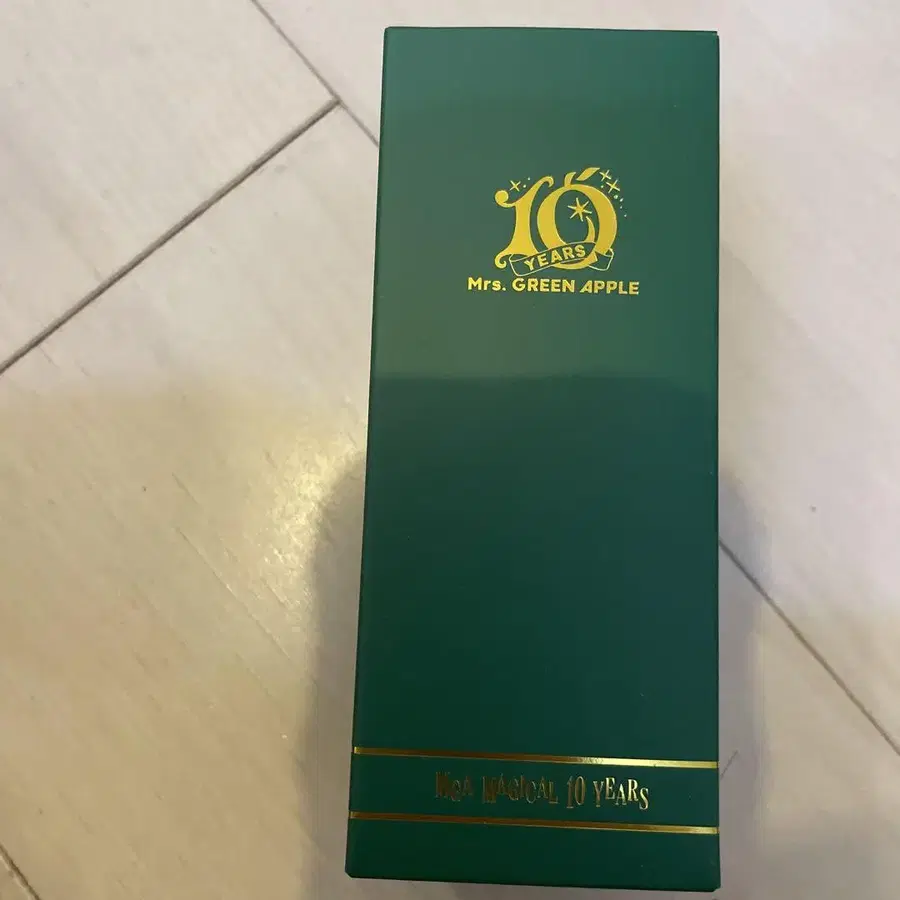 10
YEARS
Mrs. GREEN APPLE
MGA MAGICAL 10 YEARS